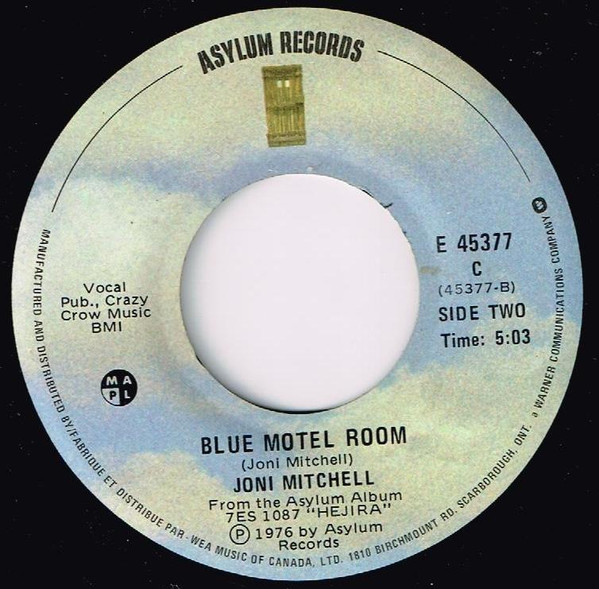 ASYLUM RECORDS
E 45377
C
(45377-B)
SIDE TWO
Time: 5:03
Vocal
Pub., Crazy
Crow Music
BMI
M A
P L
BLUE MOTEL ROOM
(Joni Mitchell)
JONI MITCHELL
From the Asylum Album
7ES 1087 "HEJIRA"
Ⓟ 1976 by Asylum
Records
MANUFACTURED AND DISTRIBUTED BY/FABRIQUE ET DISTRIBUE PAR - WEA MUSIC OF CANADA, LTD. 1810 BIRCHMOUNT RD. SCARBOROUGH, ONT. a WARNER COMMUNICATIONS COMPANY